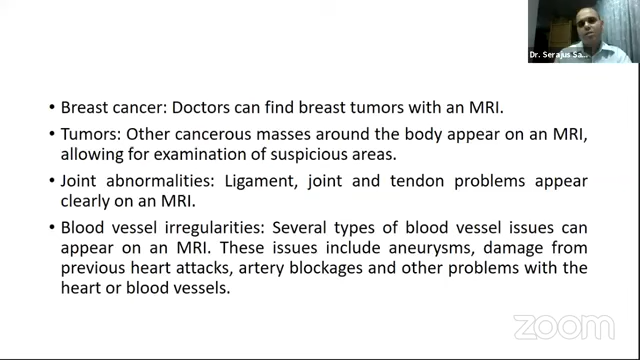 Dr. Serajus Sa...
• Breast cancer: Doctors can find breast tumors with an MRI.
• Tumors: Other cancerous masses around the body appear on an MRI,
allowing for examination of suspicious areas.
• Joint abnormalities: Ligament, joint and tendon problems appear
clearly on an MRI.
• Blood vessel irregularities: Several types of blood vessel issues can
appear on an MRI. These issues include aneurysms, damage from
previous heart attacks, artery blockages and other problems with the
heart or blood vessels.
zoom